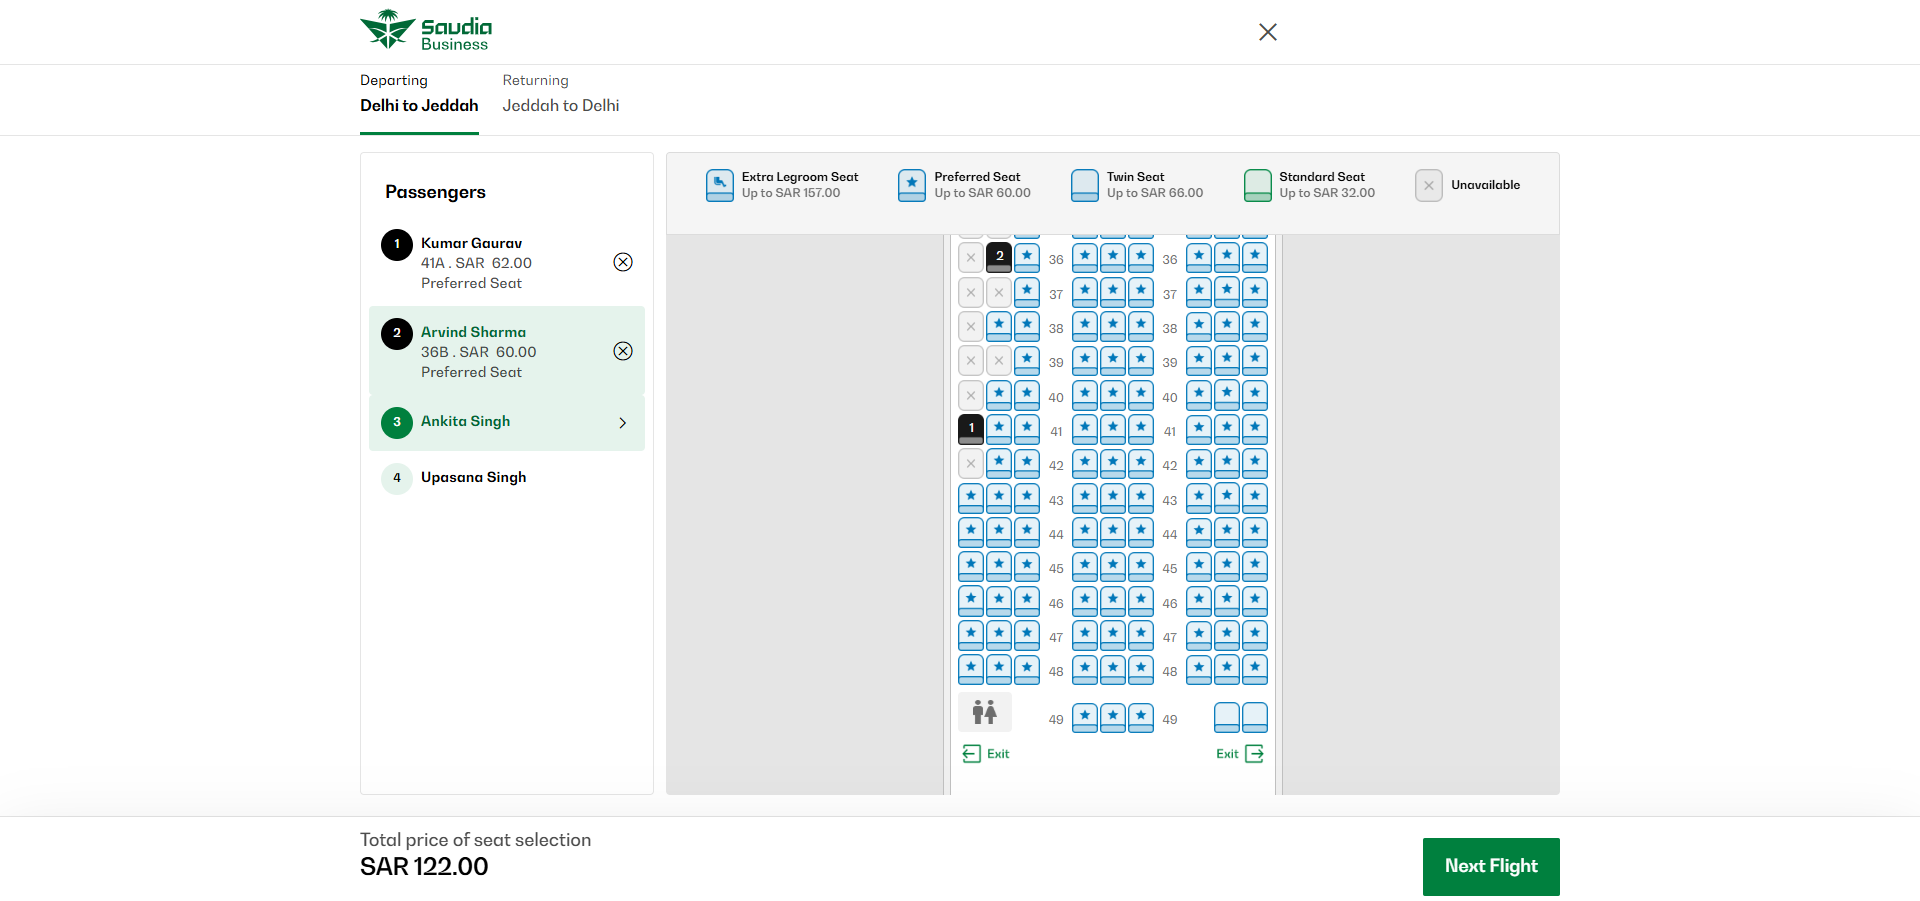 Saudia
Business
Departing
Delhi to Jeddah
Returning
Jeddah to Delhi
Passengers
1
Kumar Gaurav
41A . SAR 62.00
Preferred Seat
2
Arvind Sharma
36B . SAR 60.00
Preferred Seat
3
Ankita Singh
4
Upasana Singh
Extra Legroom Seat
Up to SAR 157.00
Preferred Seat
Up to SAR 60.00
Twin Seat
Up to SAR 66.00
Standard Seat
Up to SAR 32.00
Unavailable
2 36 36
37 37
38 38
39 39
40 40
1 41 41
42 42
43 43
44 44
45 45
46 46
47 47
48 48
49 49
Exit Exit
Total price of seat selection
SAR 122.00
Next Flight